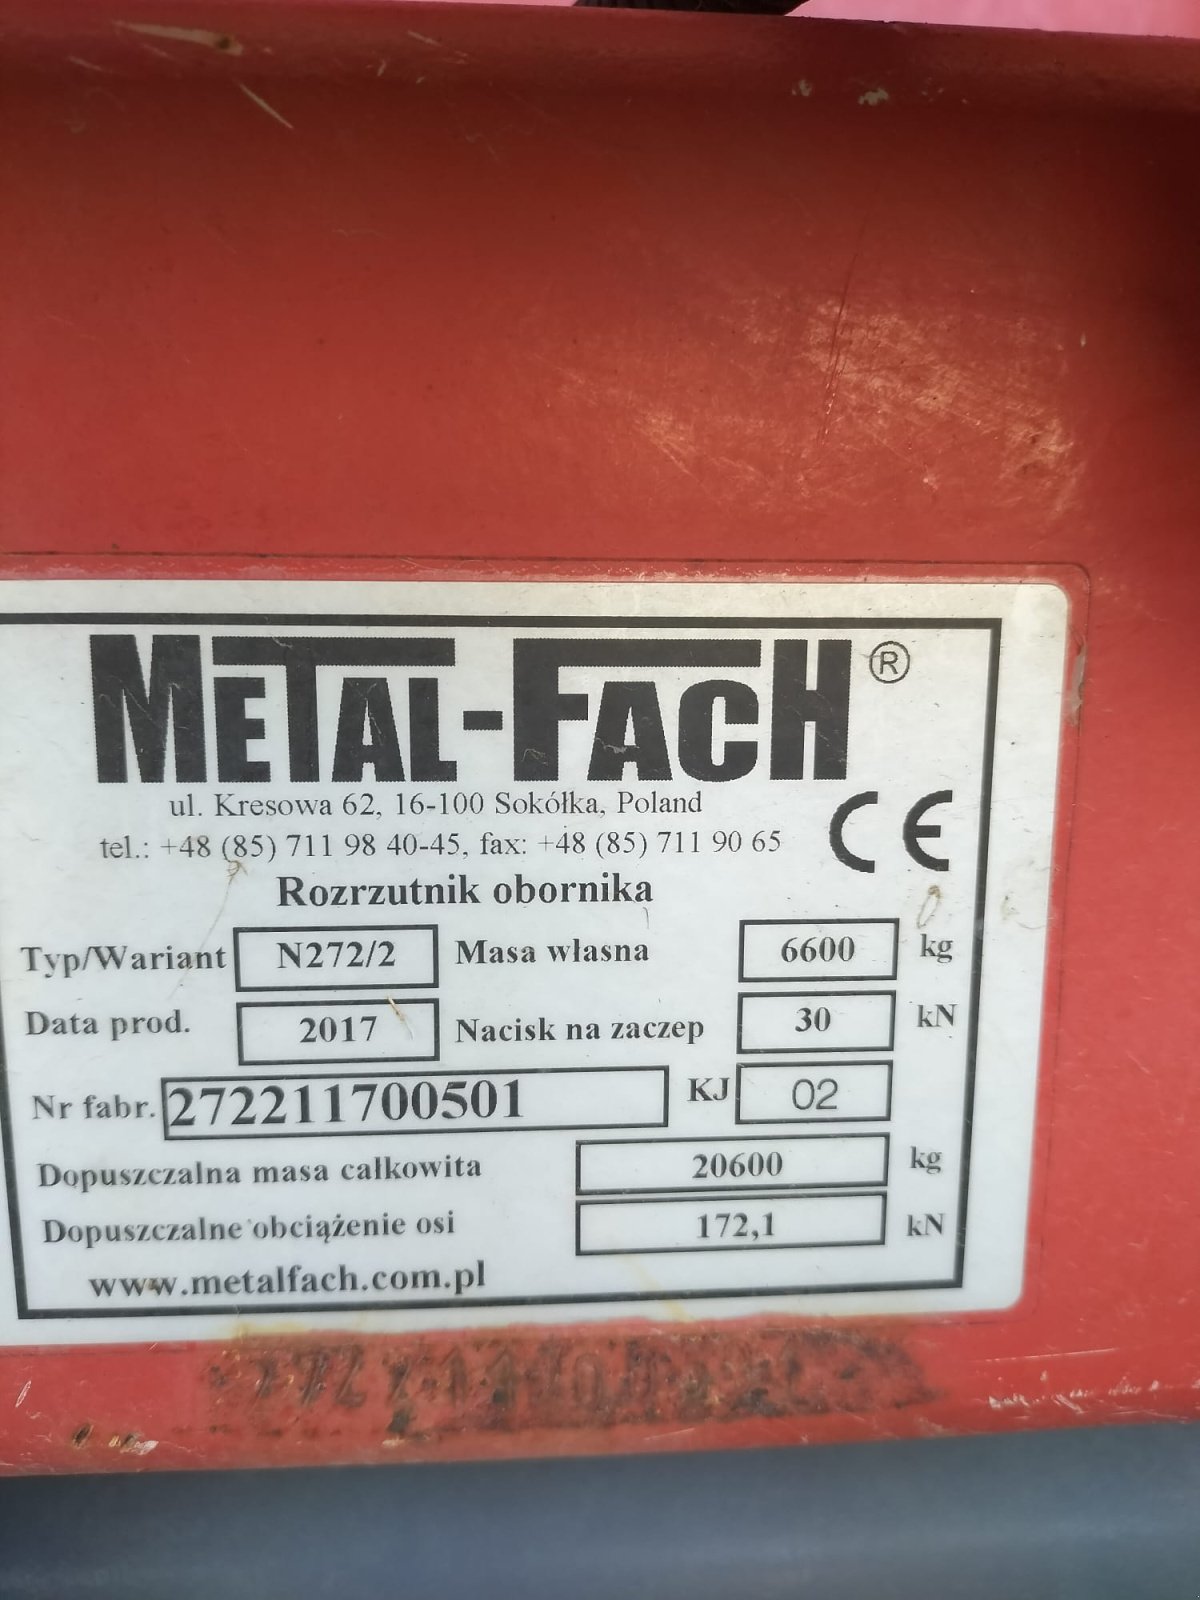 METAL-FACH®
ul. Kresowa 62, 16-100 Sokółka, Poland
tel.: +48 (85) 711 98 40-45, fax: +48 (85) 711 90 65
CE
Rozrzutnik obornika
Typ/Wariant N272/2 Masa własna 6600 kg
Data prod. 2017 Nacisk na zaczep 30 kN
Nr fabr. 272211700501 KJ 02
Dopuszczalna masa całkowita 20600 kg
Dopuszczalne obciążenie osi 172,1 kN
www.metalfach.com.pl